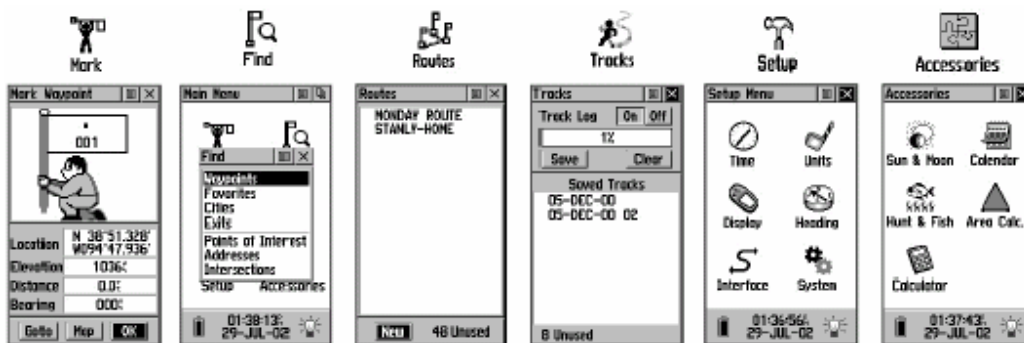 Mark
Find
Routes
Tracks
Setup
Accessories
Mark Waypoint
001
Location
N 38°51.328'
W094°47.936'
Elevation
1036
Distance
0.0
Bearing
000
Goto
Map
OK
Main Menu
Find
Waypoints
Favorites
Cities
Exits
Points of Interest
Addresses
Intersections
Setup
Accessories
01:38:13
29-JUL-02
Routes
MONDAY ROUTE
STANLY-HOME
New
48 Unused
Tracks
Track Log
On
Off
1%
Save
Clear
Saved Tracks
05-DEC-00
05-DEC-00 02
8 Unused
Setup Menu
Time
Units
Display
Heading
Interface
System
01:36:56
29-JUL-02
Accessories
Sun & Moon
Calendar
Hunt & Fish
Area Calc.
Calculator
01:37:43
29-JUL-02